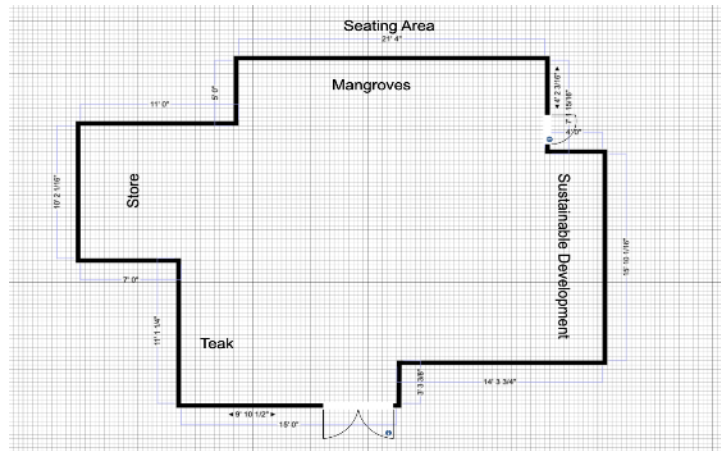 Seating Area
21' 4"
Mangroves
11' 0"
5' 0"
4' 2 3/16"
7' 1 15/16"
4' 0"
10' 2 1/16"
Store
Sustainable Development
15' 10 1/16"
7' 0"
11' 1 1/4"
Teak
3' 3 3/8"
14' 3 3/4"
9' 10 1/2"
15' 0"